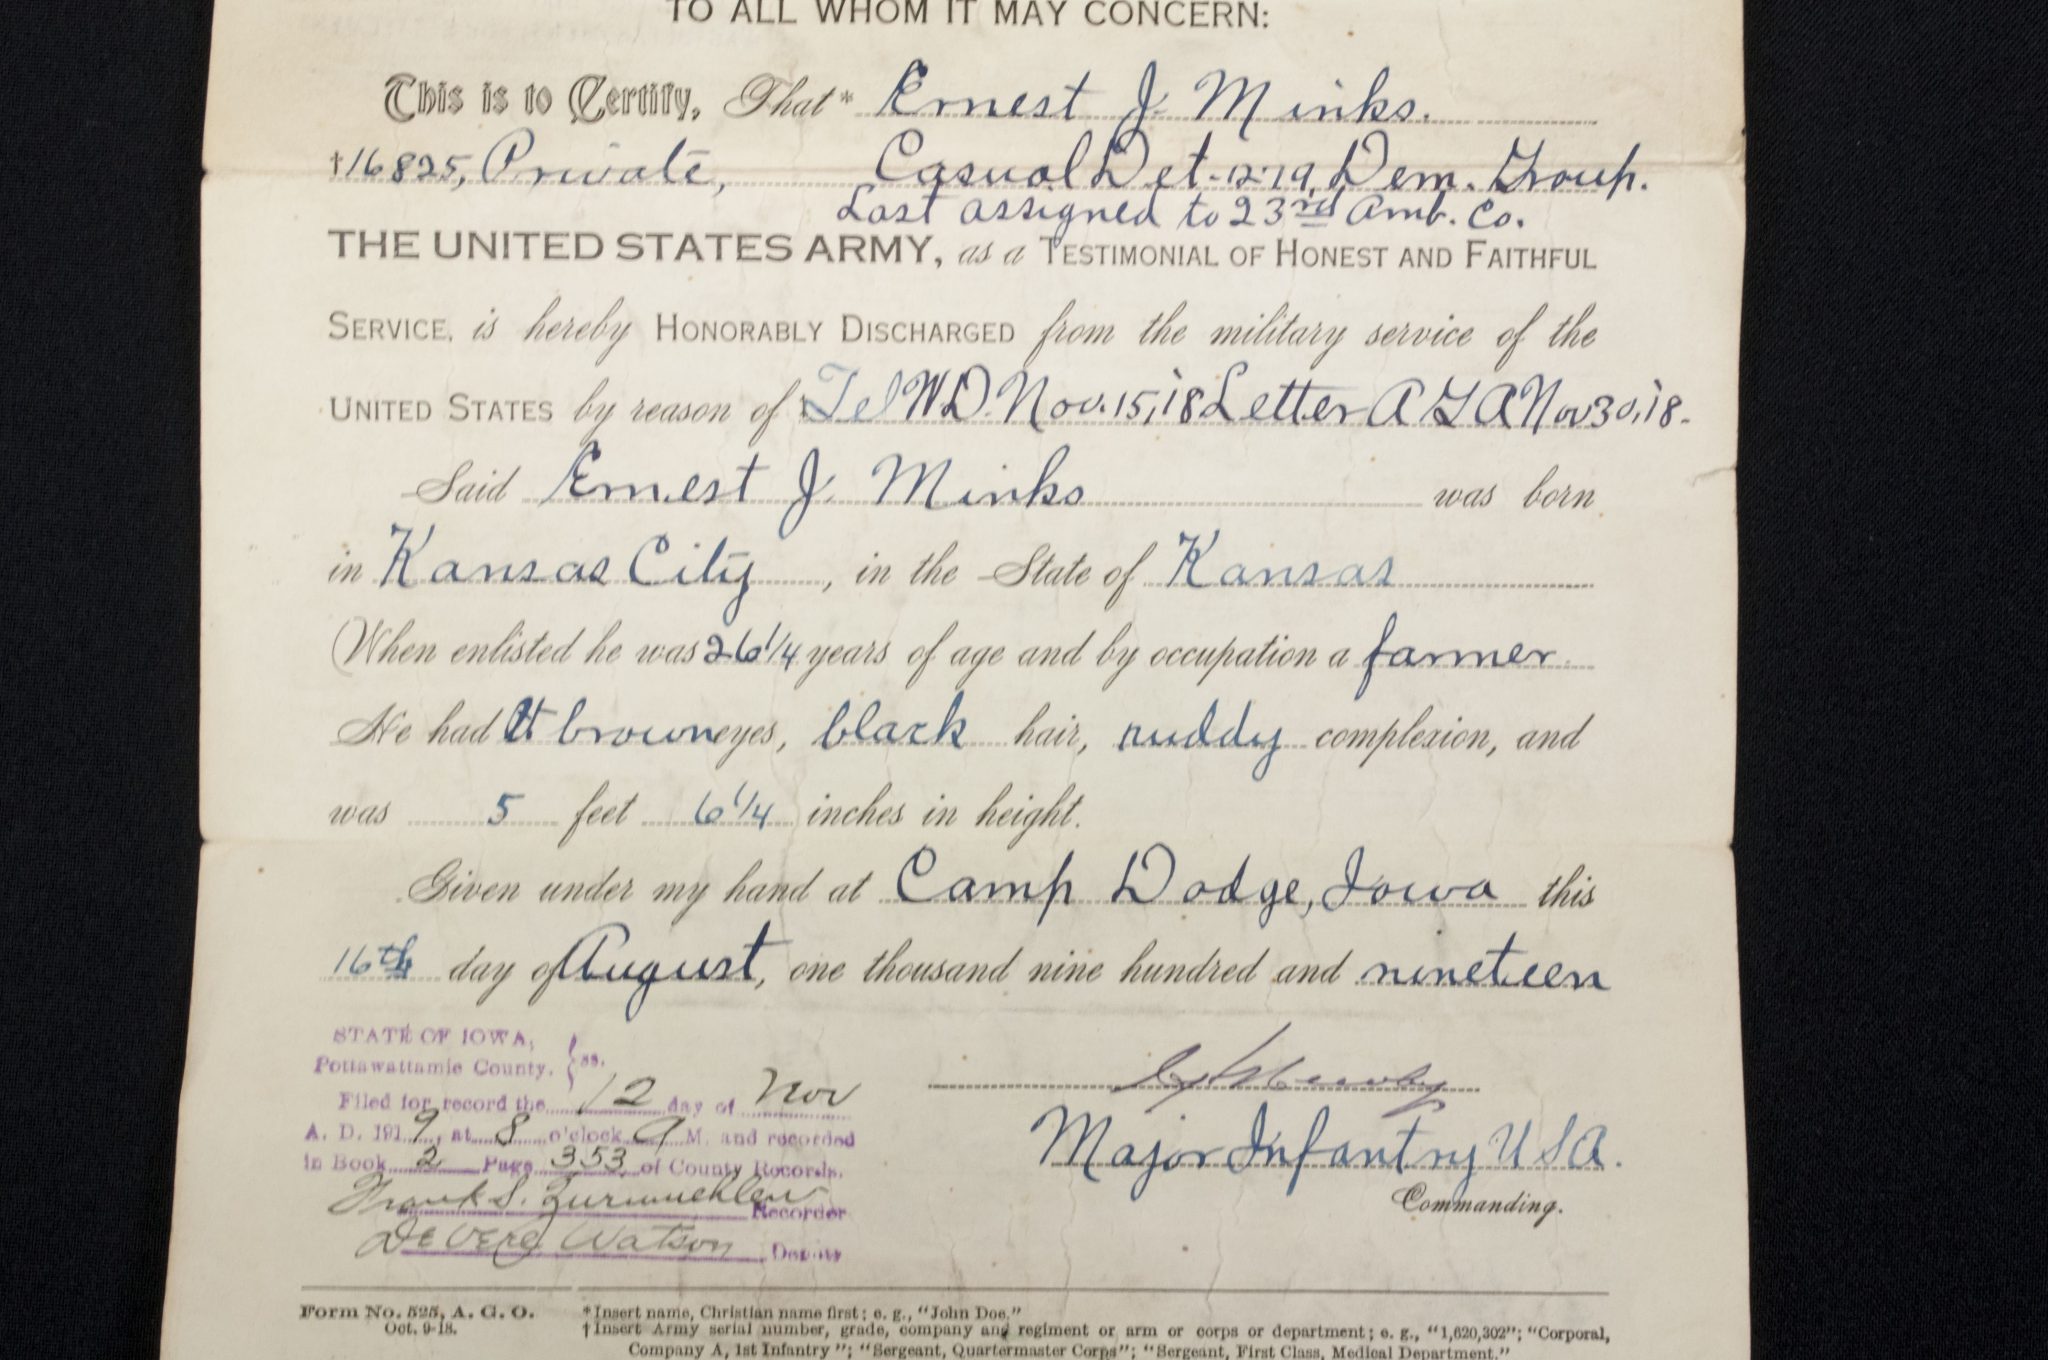 TO ALL WHOM IT MAY CONCERN:
This is to Certify, That* Ernest J. Minks.
†16825, Private, Casual Det-1279, Dem. Group.
Last assigned to 23rd Amb. Co.
THE UNITED STATES ARMY, as a TESTIMONIAL OF HONEST AND FAITHFUL
SERVICE, is hereby HONORABLY DISCHARGED from the military service of the
UNITED STATES by reason of Tel WD. Nov. 15,'18 Letter AGA Nov 30,'18.
Said Ernest J. Minks was born
in Kansas City, in the State of Kansas
(When enlisted he was 26 1/4 years of age and by occupation a farmer.
He had lt brown eyes, black hair, ruddy complexion, and
was 5 feet 6 1/4 inches in height.
Given under my hand at Camp Dodge, Iowa this
16th day of August, one thousand nine hundred and nineteen
STATE OF IOWA,
Pottawattamie County. } ss.
Filed for record the 12 day of Nov
A. D. 1919, at 8 o'clock A M. and recorded
in Book 2 Page 353 of County Records.
Frank S. Zurmuehlen Recorder
DeVere Watson, Deputy
Major Infantry USA.
Commanding.
Form No. 525, A. G. O.
Oct. 9-18.
*Insert name, Christian name first; e. g., "John Doe."
†Insert Army serial number, grade, company and regiment or arm or corps or department; e. g., "1,620,302"; "Corporal,
Company A, 1st Infantry"; "Sergeant, Quartermaster Corps"; "Sergeant, First Class, Medical Department."